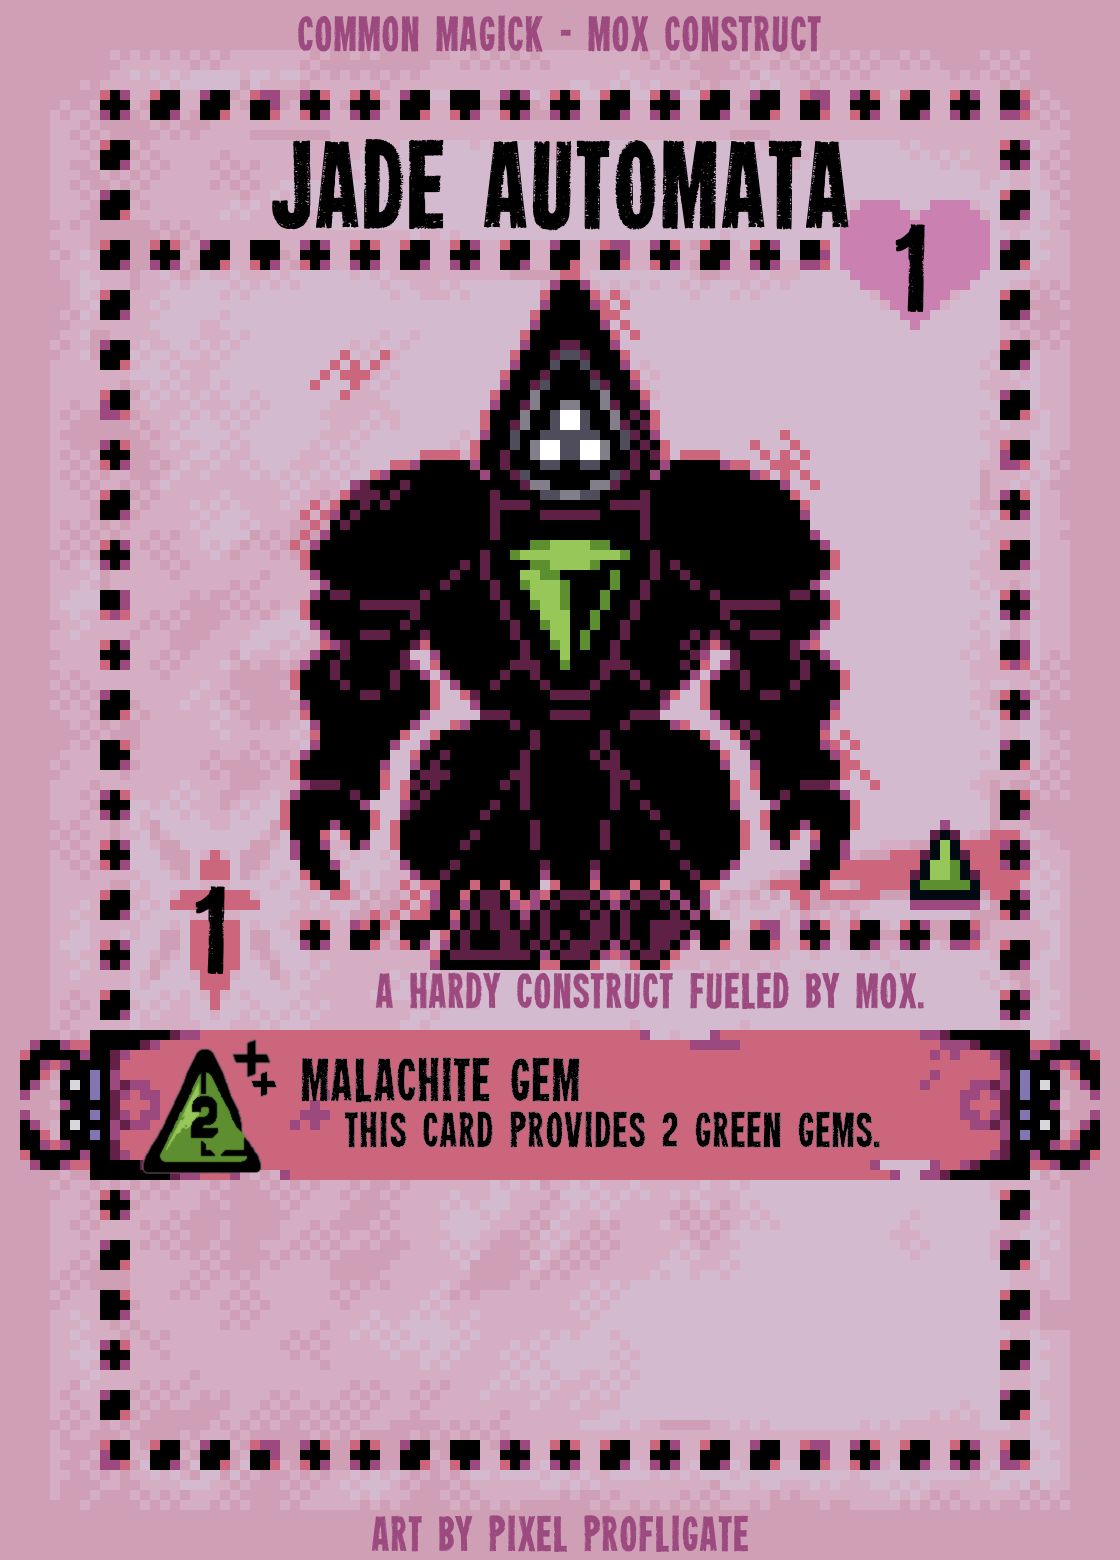 COMMON MAGICK - MOX CONSTRUCT
JADE AUTOMATA
1
1
A HARDY CONSTRUCT FUELED BY MOX.
2
MALACHITE GEM
THIS CARD PROVIDES 2 GREEN GEMS.
ART BY PIXEL PROFLIGATE